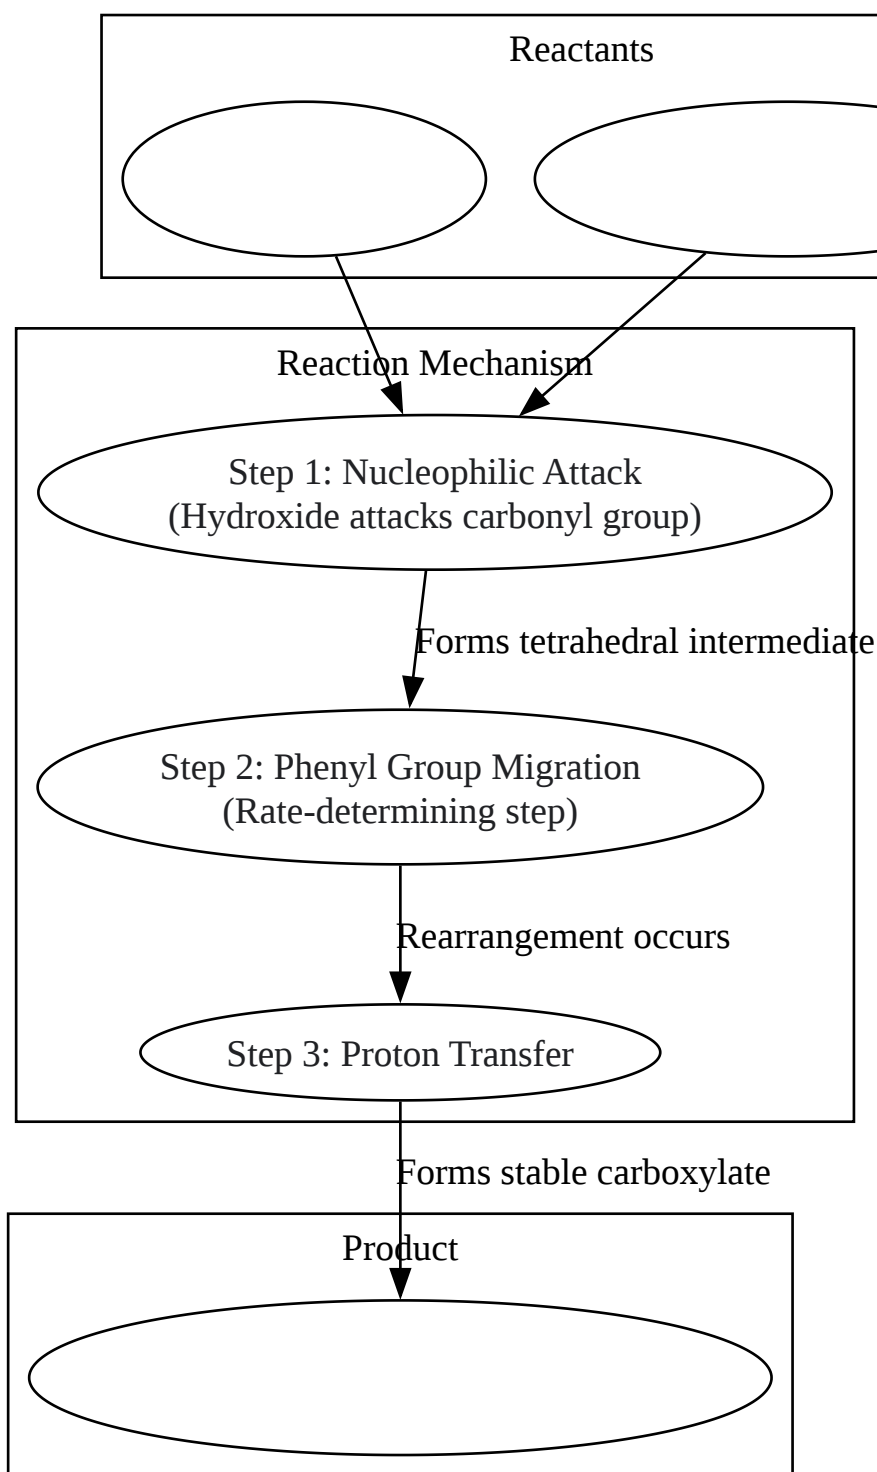 Reactants
Reaction Mechanism
Step 1: Nucleophilic Attack
(Hydroxide attacks carbonyl group)
Forms tetrahedral intermediate
Step 2: Phenyl Group Migration
(Rate-determining step)
Rearrangement occurs
Step 3: Proton Transfer
Forms stable carboxylate
Product